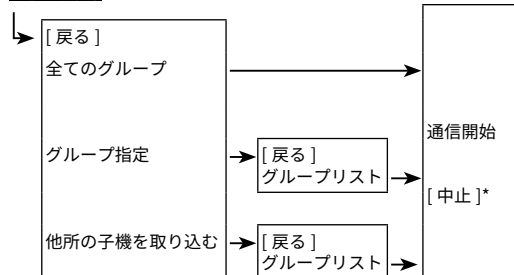 [ 戻る ]
全てのグループ
グループ指定
他所の子機を取り込む
[ 戻る ]
グループリスト
[ 戻る ]
グループリスト
通信開始
[ 中止 ]*